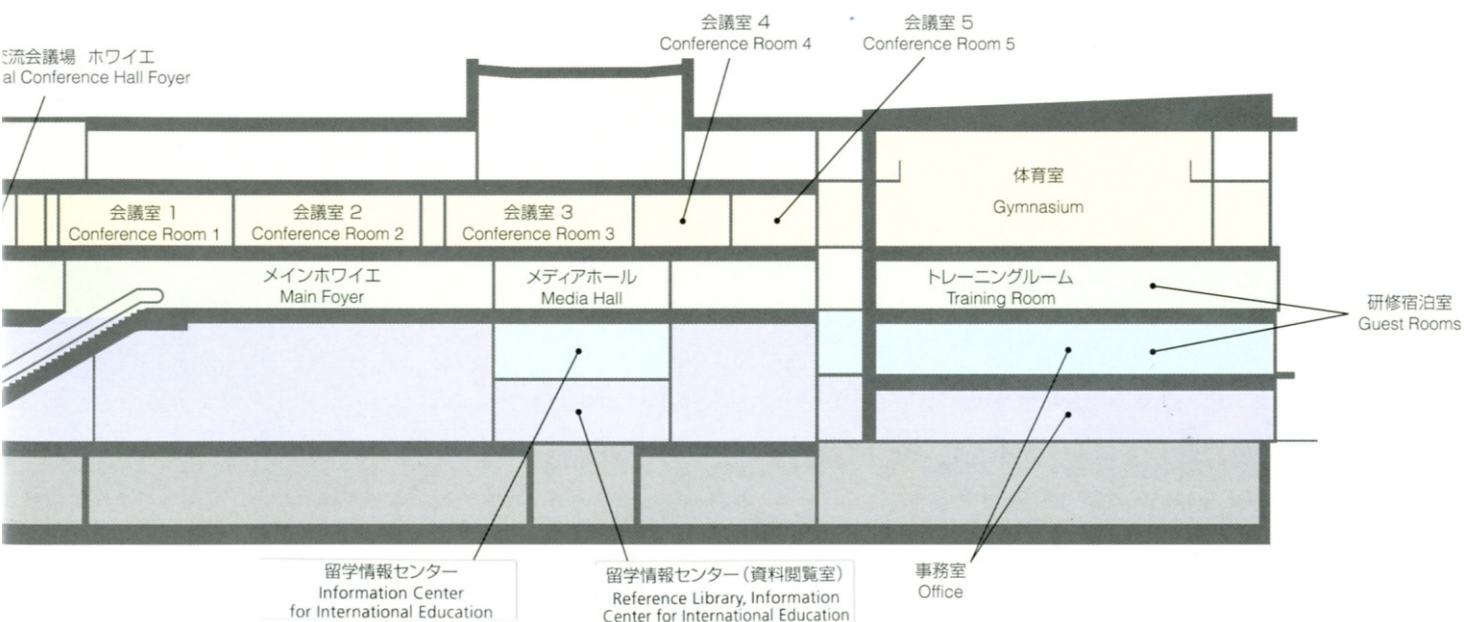 会議室 4
Conference Room 4
会議室 5
Conference Room 5
流会議場 ホワイエ
al Conference Hall Foyer
体育室
Gymnasium
会議室 1
Conference Room 1
会議室 2
Conference Room 2
会議室 3
Conference Room 3
メインホワイエ
Main Foyer
メディアホール
Media Hall
トレーニングルーム
Training Room
研修宿泊室
Guest Rooms
留学情報センター
Information Center
for International Education
留学情報センター(資料閲覧室)
Reference Library, Information
Center for International Education
事務室
Office